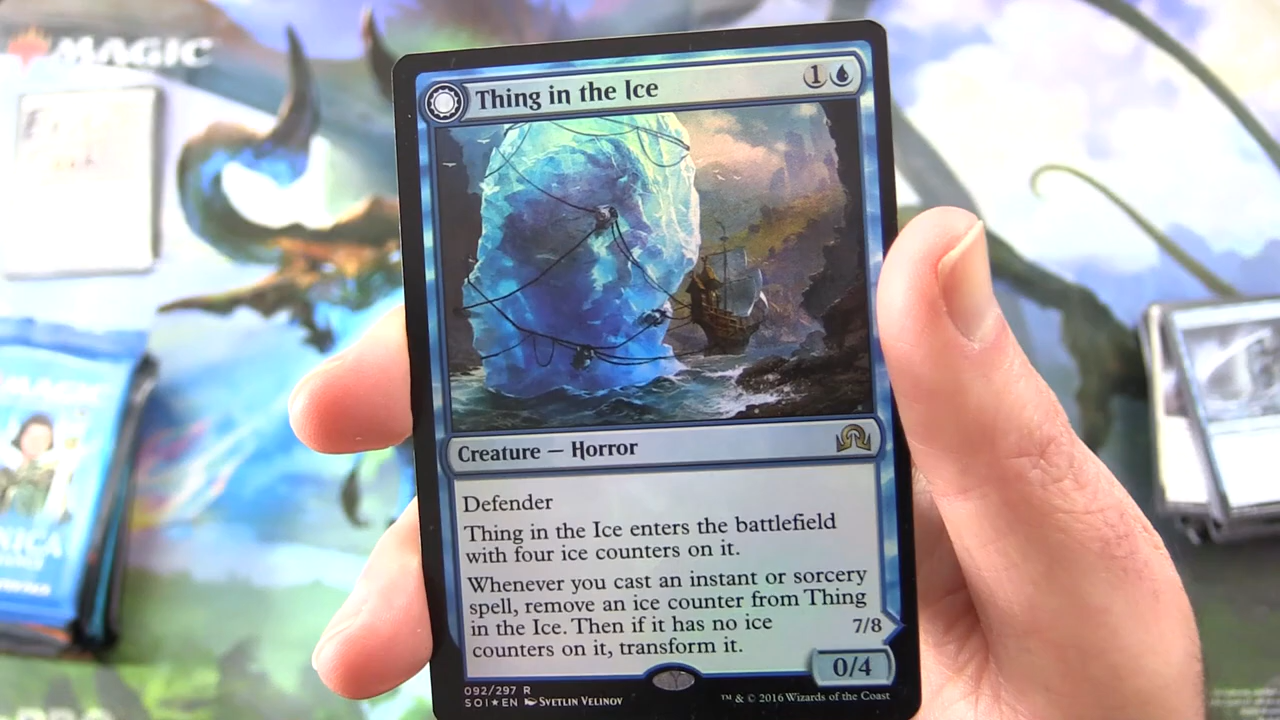 MAGIC
Thing in the Ice 1
Creature — Horror
Defender
Thing in the Ice enters the battlefield
with four ice counters on it.
Whenever you cast an instant or sorcery
spell, remove an ice counter from Thing
in the Ice. Then if it has no ice
counters on it, transform it.
7/8
0/4
092/297 R
SOI★EN Svetlin Velinov
™ & © 2016 Wizards of the Coast